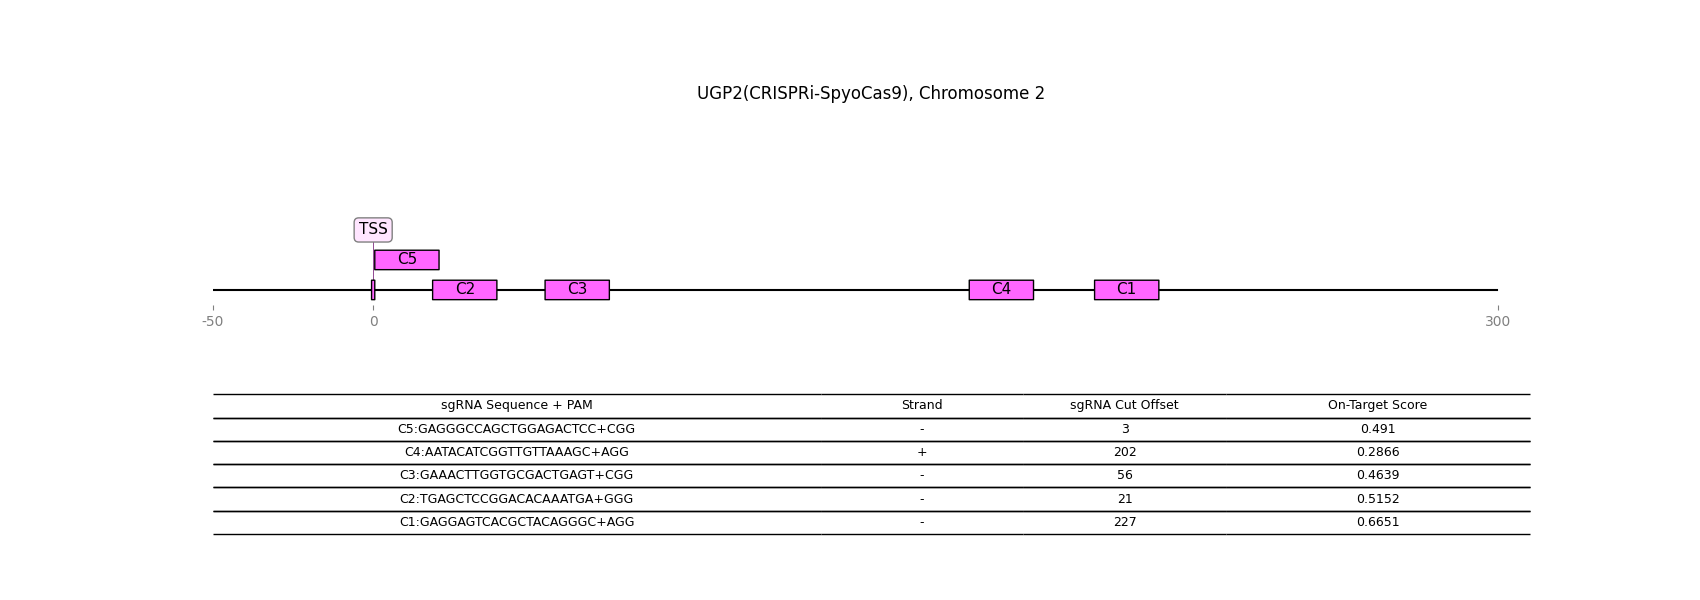 UGP2(CRISPRi-SpyoCas9), Chromosome 2
TSS
C5
C2 C3 C4 C1
-50 0 300
sgRNA Sequence + PAM Strand sgRNA Cut Offset On-Target Score
C5:GAGGGCCAGCTGGAGACTCC+CGG - 3 0.491
C4:AATACATCGGTTGTTAAAGC+AGG + 202 0.2866
C3:GAAACTTGGTGCGACTGAGT+CGG - 56 0.4639
C2:TGAGCTCCGGACACAAATGA+GGG - 21 0.5152
C1:GAGGAGTCACGCTACAGGGC+AGG - 227 0.6651